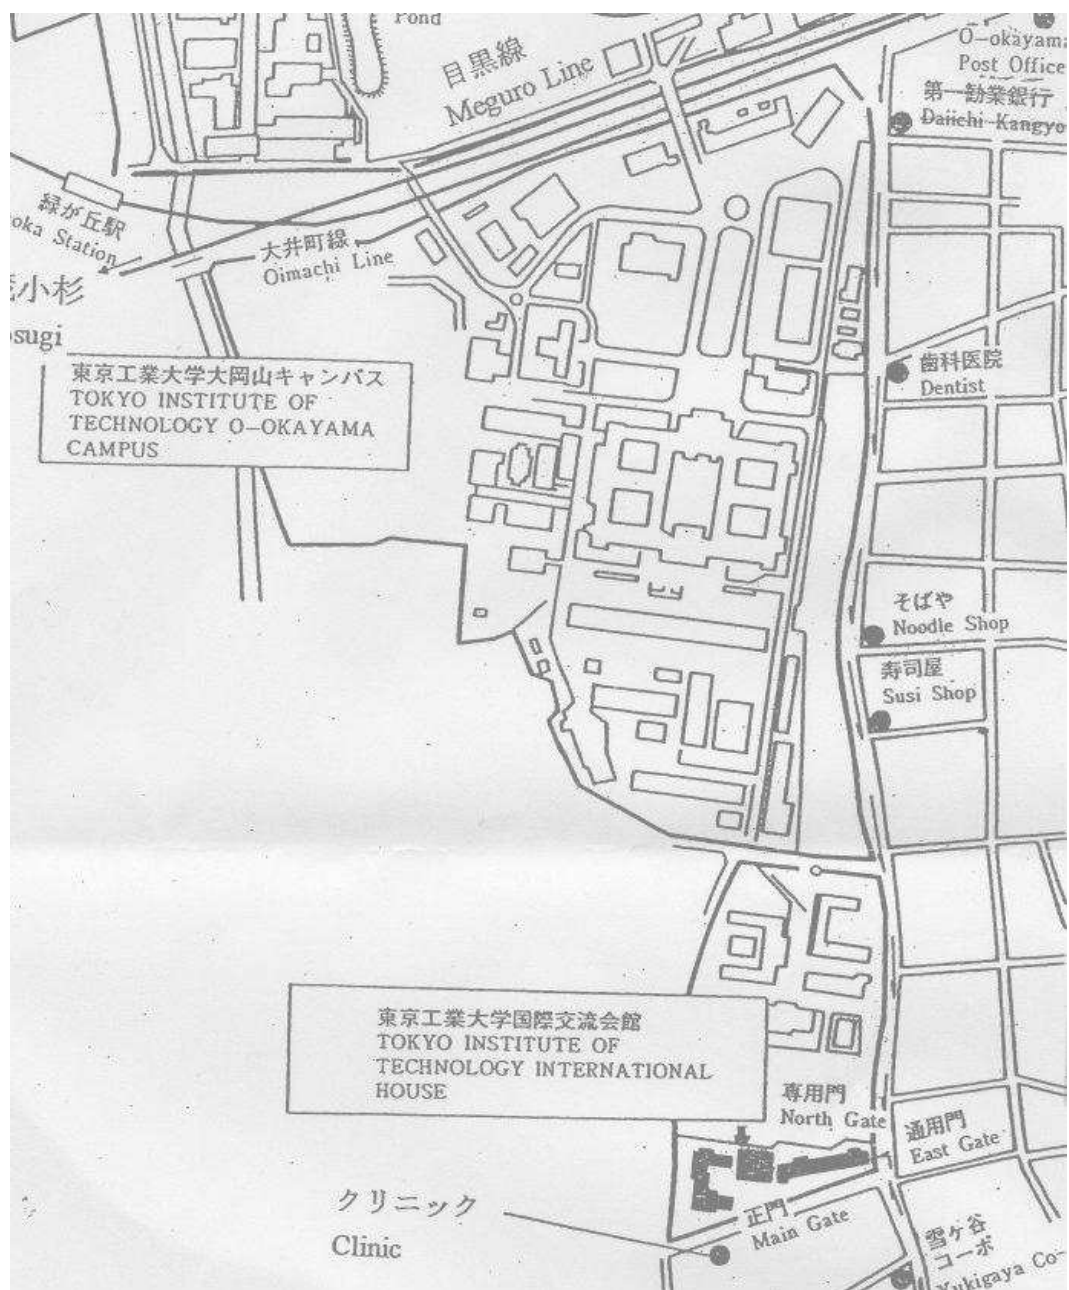 Pond
目黒線
Meguro Line
O-okayama
Post Office
第一勧業銀行
Daiichi Kangyo
緑が丘駅
oka Station
大井町線
Oimachi Line
小杉
sugi
東京工業大学大岡山キャンパス
TOKYO INSTITUTE OF
TECHNOLOGY O-OKAYAMA
CAMPUS
歯科医院
Dentist
そばや
Noodle Shop
寿司屋
Susi Shop
東京工業大学国際交流会館
TOKYO INSTITUTE OF
TECHNOLOGY INTERNATIONAL
HOUSE
専用門
North Gate
通用門
East Gate
クリニック
Clinic
正門
Main Gate
雪ヶ谷
コーポ
Yukigaya Co-